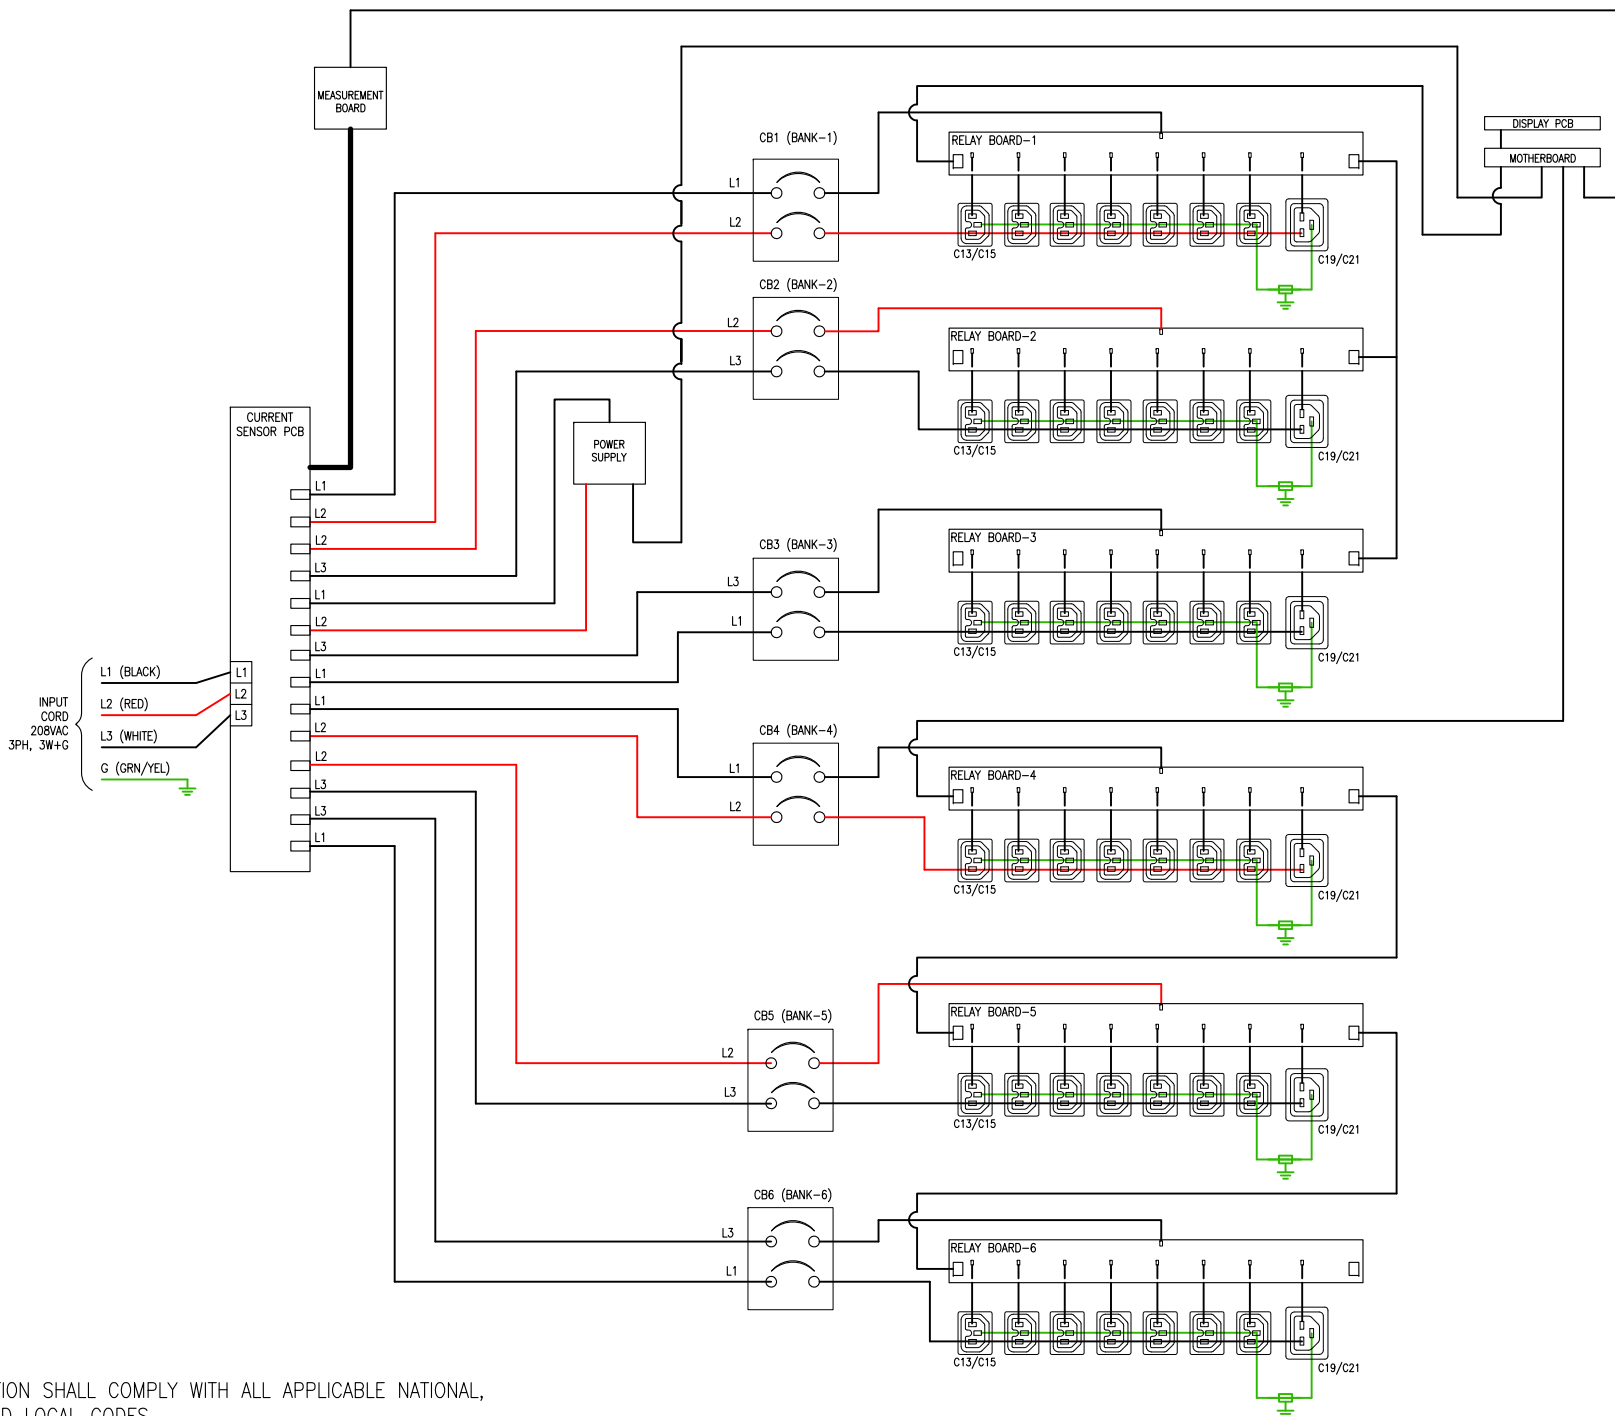 MEASUREMENT
BOARD
CB1 (BANK-1)
L1
L2
RELAY BOARD-1
C13/C15
C19/C21
DISPLAY PCB
MOTHERBOARD
CB2 (BANK-2)
L2
L3
RELAY BOARD-2
C13/C15
C19/C21
CURRENT
SENSOR PCB
POWER
SUPPLY
L1
L2
L2
L3
L1
L2
L3
L1
L1
L2
L2
L3
L3
L1
CB3 (BANK-3)
L3
L1
RELAY BOARD-3
C13/C15
C19/C21
INPUT
CORD
208VAC
3PH, 3W+G
L1 (BLACK)
L2 (RED)
L3 (WHITE)
G (GRN/YEL)
L1
L2
L3
CB4 (BANK-4)
L1
L2
RELAY BOARD-4
C13/C15
C19/C21
CB5 (BANK-5)
L2
L3
RELAY BOARD-5
C13/C15
C19/C21
CB6 (BANK-6)
L3
L1
RELAY BOARD-6
C13/C15
C19/C21
TION SHALL COMPLY WITH ALL APPLICABLE NATIONAL,
D LOCAL CODES